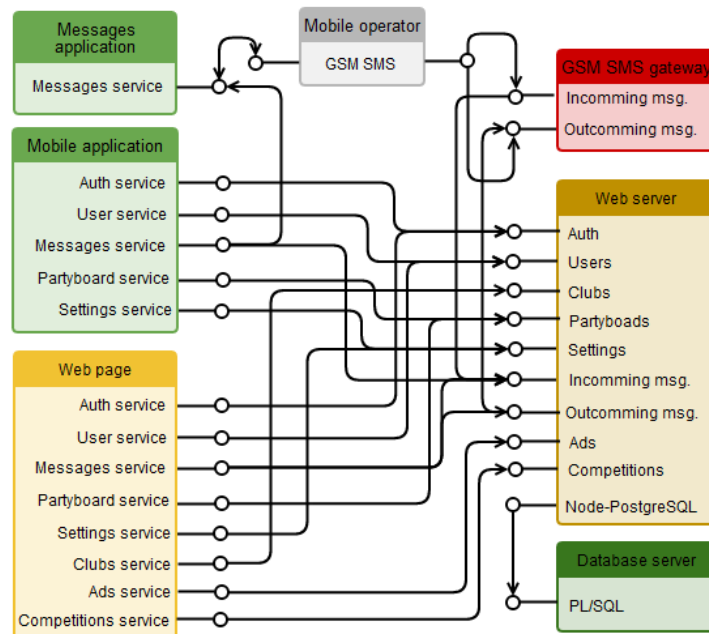 Messages
application
Messages service
Mobile operator
GSM SMS
GSM SMS gateway
Incomming msg.
Outcomming msg.
Mobile application
Auth service
User service
Messages service
Partyboard service
Settings service
Web server
Auth
Users
Clubs
Partyboads
Settings
Incomming msg.
Outcomming msg.
Ads
Competitions
Node-PostgreSQL
Web page
Auth service
User service
Messages service
Partyboard service
Settings service
Clubs service
Ads service
Competitions service
Database server
PL/SQL